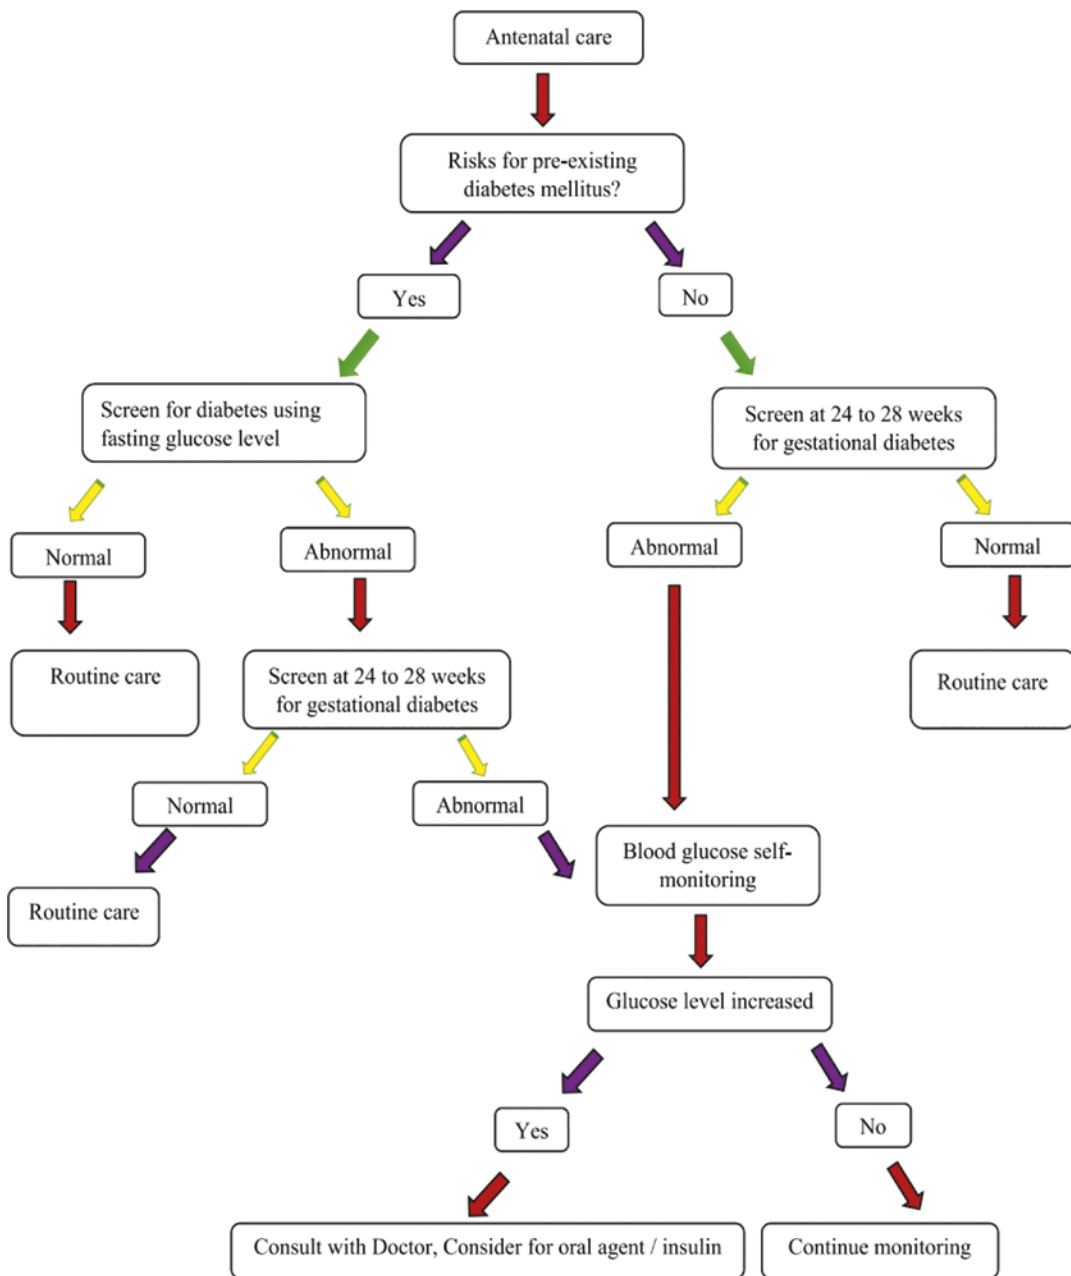 Antenatal care
Risks for pre-existing
diabetes mellitus?
Yes
No
Screen for diabetes using
fasting glucose level
Screen at 24 to 28 weeks
for gestational diabetes
Normal
Abnormal
Abnormal
Normal
Routine care
Screen at 24 to 28 weeks
for gestational diabetes
Routine care
Normal
Abnormal
Blood glucose self-
monitoring
Routine care
Glucose level increased
Yes
No
Consult with Doctor, Consider for oral agent / insulin
Continue monitoring